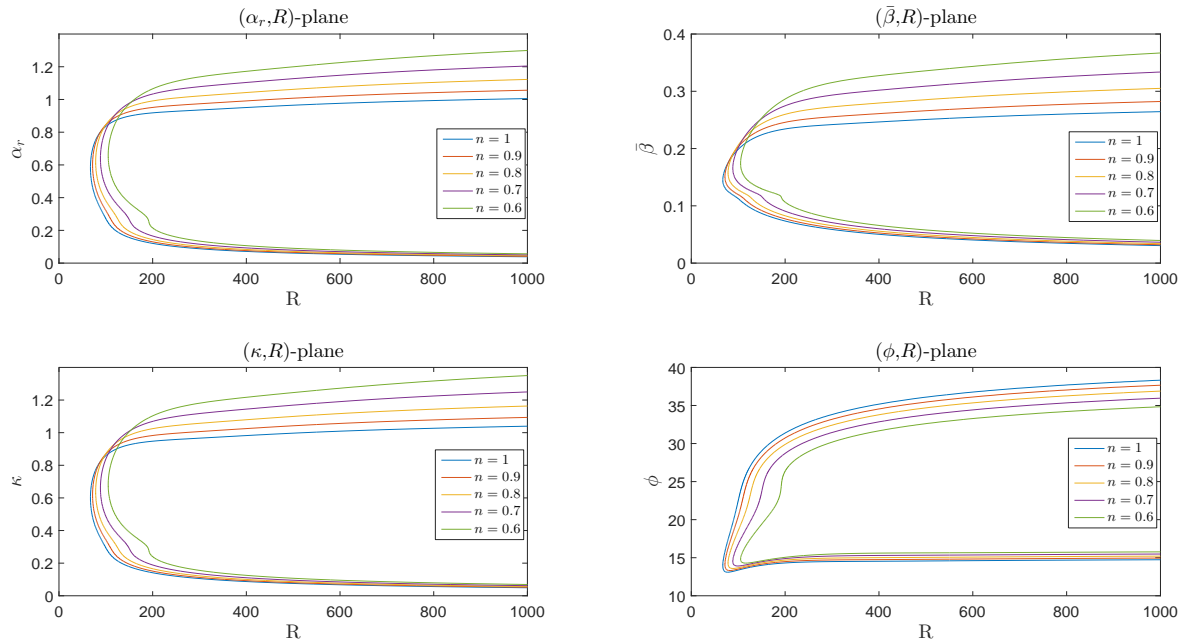 (α_r,R)-plane
α_r
1.2
1
0.8
0.6
0.4
0.2
0
0 200 400 600 800 1000
R
n = 1
n = 0.9
n = 0.8
n = 0.7
n = 0.6
(β̄,R)-plane
β̄
0.4
0.3
0.2
0.1
0
0 200 400 600 800 1000
R
n = 1
n = 0.9
n = 0.8
n = 0.7
n = 0.6
(κ,R)-plane
κ
1.2
1
0.8
0.6
0.4
0.2
0
0 200 400 600 800 1000
R
n = 1
n = 0.9
n = 0.8
n = 0.7
n = 0.6
(ϕ,R)-plane
ϕ
40
35
30
25
20
15
10
0 200 400 600 800 1000
R
n = 1
n = 0.9
n = 0.8
n = 0.7
n = 0.6